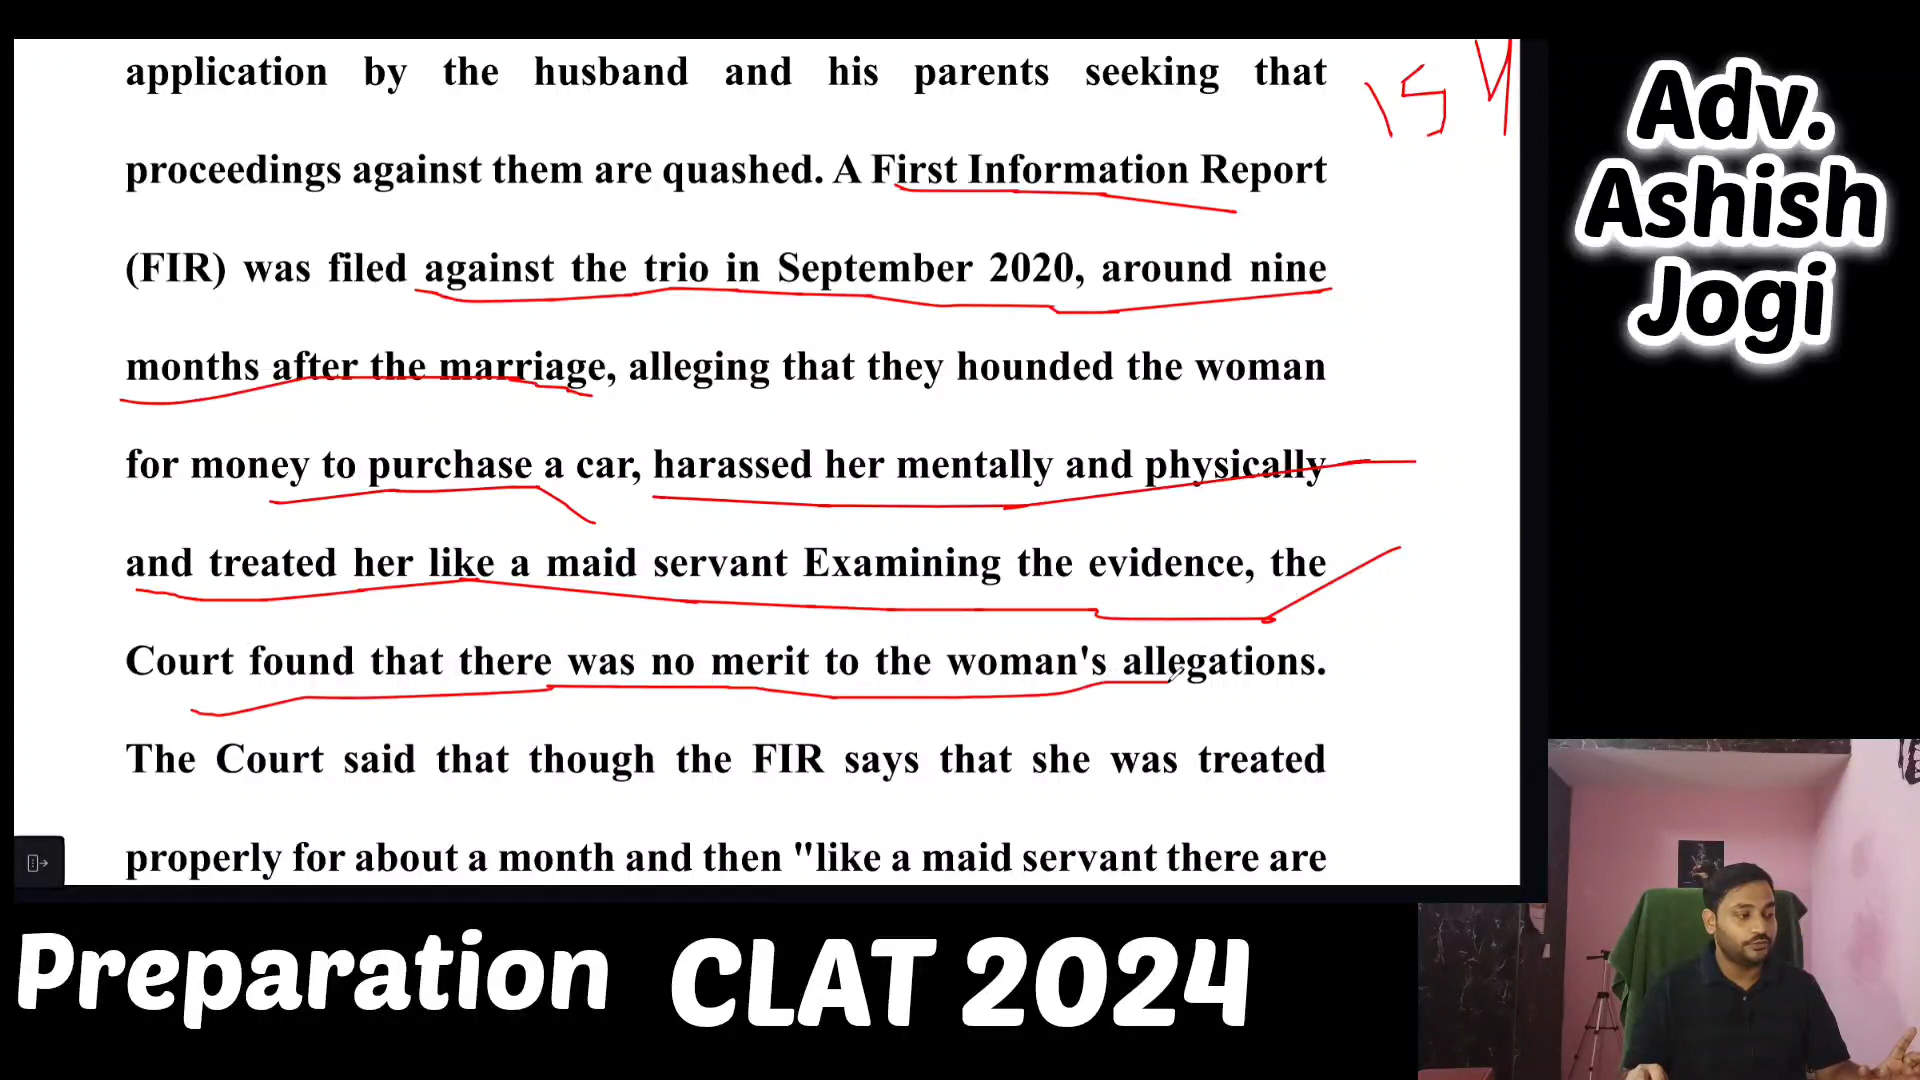 application by the husband and his parents seeking that
proceedings against them are quashed. A First Information Report
(FIR) was filed against the trio in September 2020, around nine
months after the marriage, alleging that they hounded the woman
for money to purchase a car, harassed her mentally and physically
and treated her like a maid servant Examining the evidence, the
Court found that there was no merit to the woman's allegations.
The Court said that though the FIR says that she was treated
properly for about a month and then "like a maid servant there are
154
Adv.
Ashish
Jogi
Preparation CLAT 2024